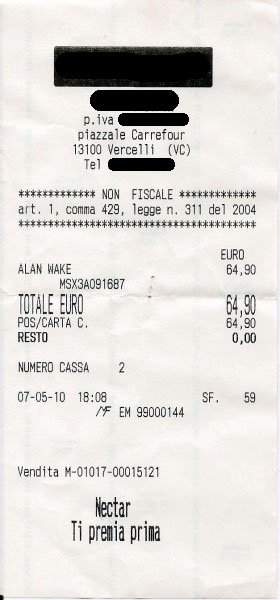 p.iva
piazzale Carrefour
13100 Vercelli (VC)
Tel
************* NON FISCALE *************
art. 1, comma 429, legge n. 311 del 2004
****************************************
EURO
ALAN WAKE 64,90
MSX3A091687
TOTALE EURO 64,90
POS/CARTA C. 64,90
RESTO 0,00
NUMERO CASSA 2
07-05-10 18:08 SF. 59
MF EM 99000144
Vendita M-01017-00015121
Nectar
Ti premia prima